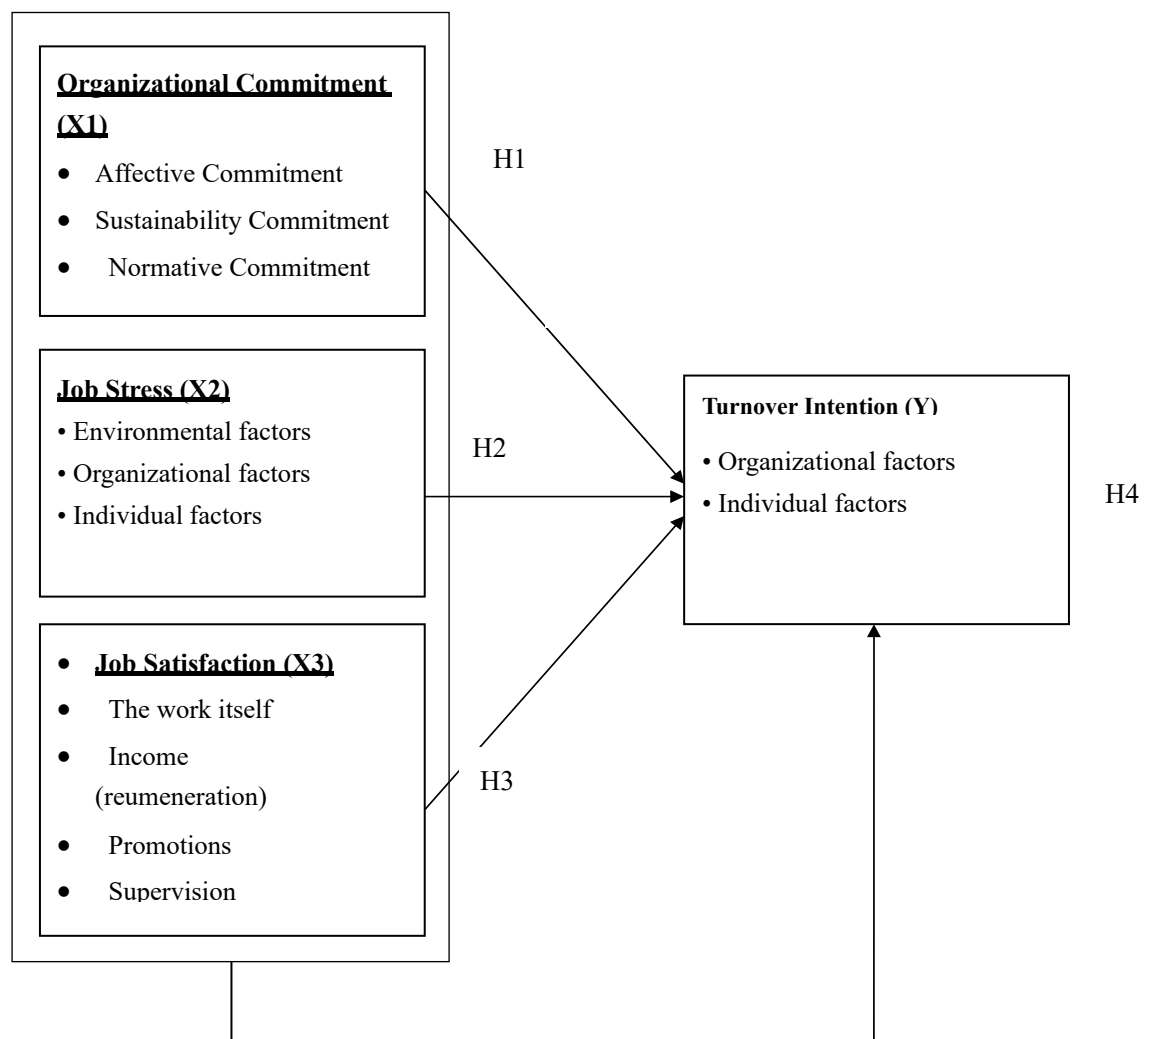 Organizational Commitment
(X1)
• Affective Commitment
• Sustainability Commitment
• Normative Commitment
H1
Job Stress (X2)
• Environmental factors
• Organizational factors
• Individual factors
H2
• Job Satisfaction (X3)
• The work itself
• Income
(reumeneration)
• Promotions
• Supervision
H3
Turnover Intention (Y)
• Organizational factors
• Individual factors
H4